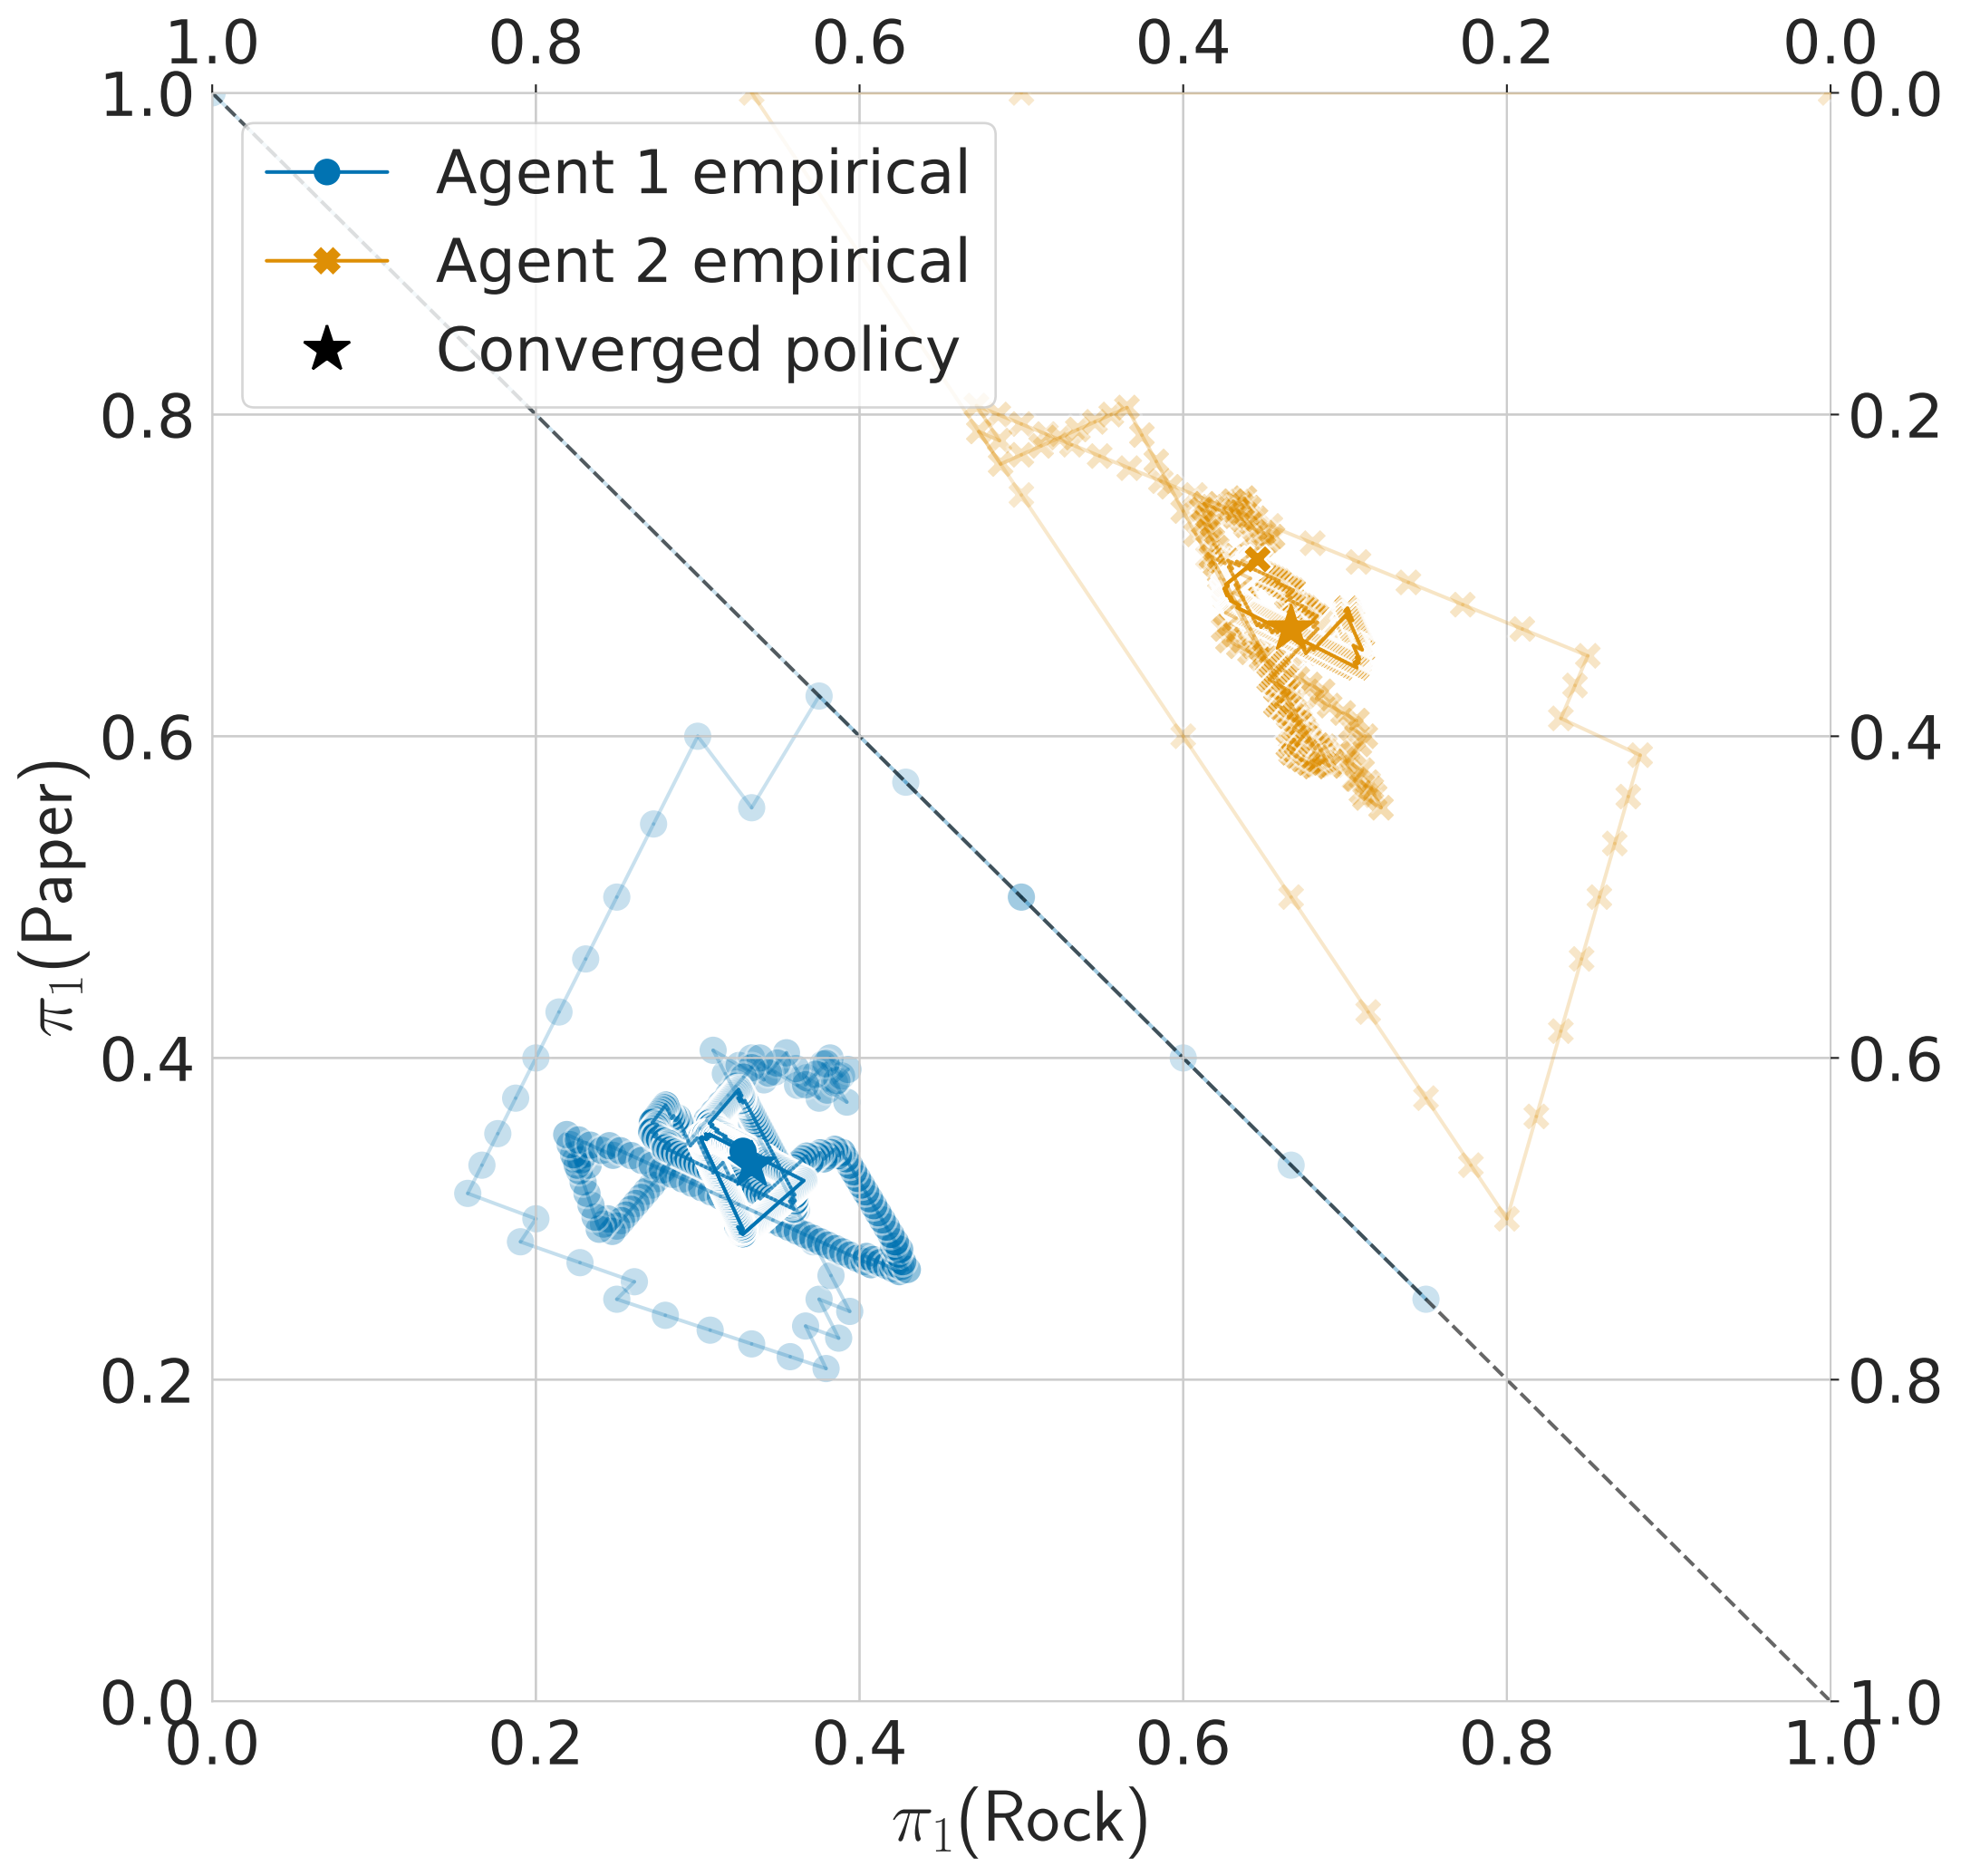 1.0 0.8 0.6 0.4 0.2 0.0
1.0 0.0
Agent 1 empirical
Agent 2 empirical
Converged policy
0.8 0.2
0.6 0.4
π₁(Paper)
0.4 0.6
0.2 0.8
0.0 1.0
0.0 0.2 0.4 0.6 0.8 1.0
π₁(Rock)